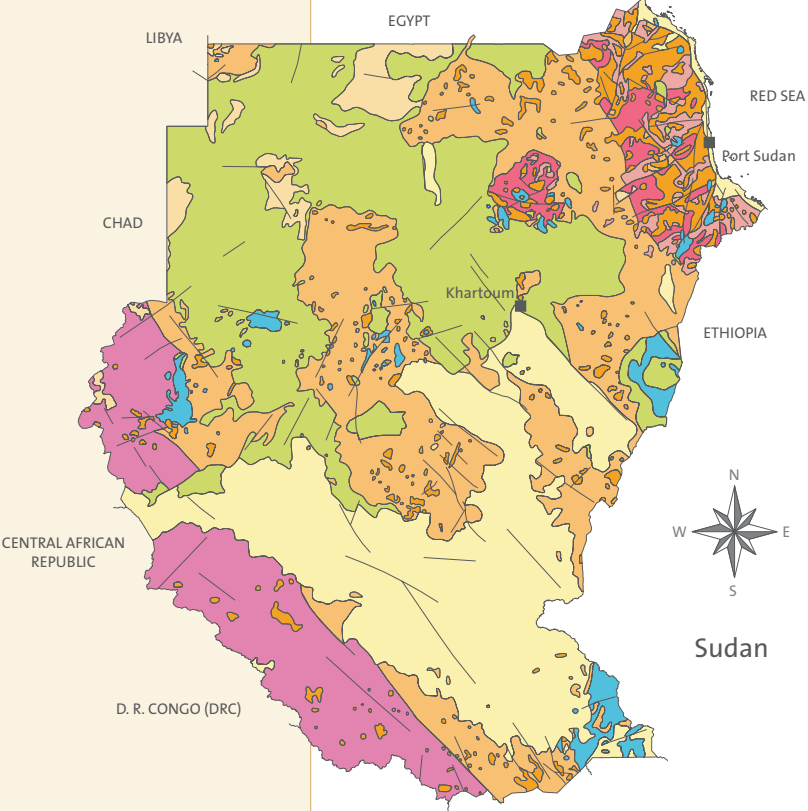 EGYPT
LIBYA
RED SEA
Port Sudan
CHAD
Khartoum
ETHIOPIA
N
W
E
S
CENTRAL AFRICAN
REPUBLIC
Sudan
D. R. CONGO (DRC)